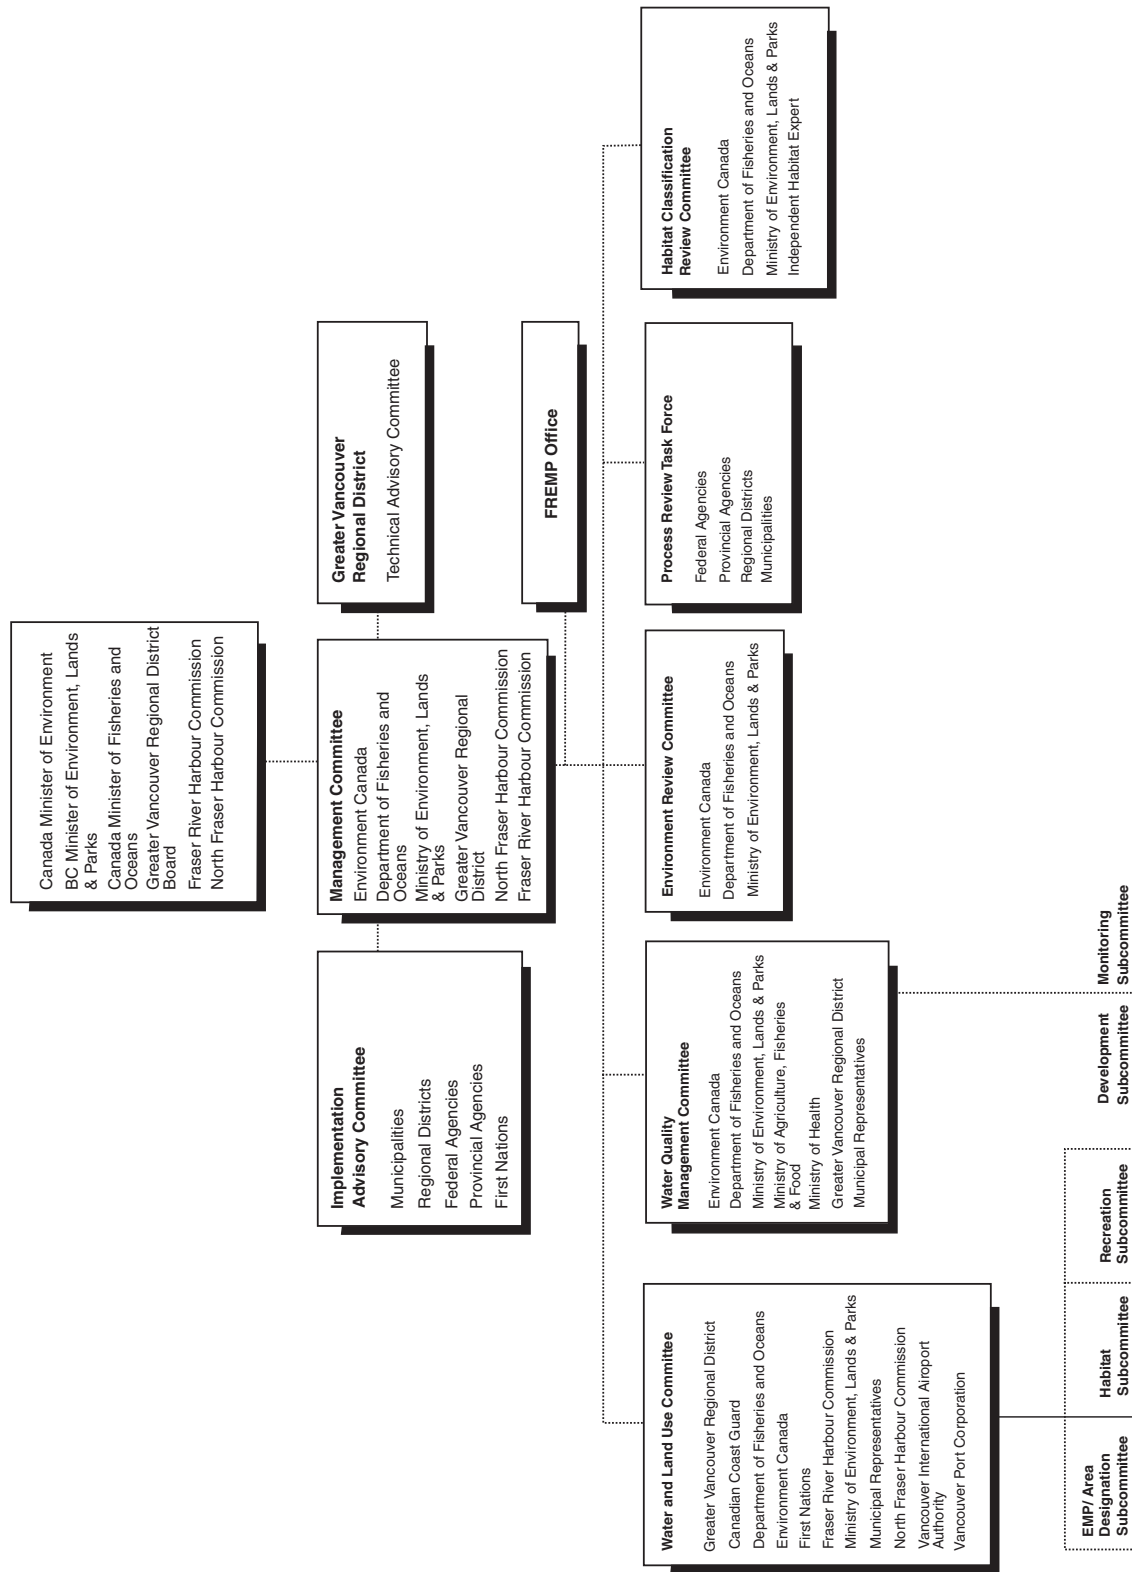 Canada Minister of Environment
BC Minister of Environment, Lands
& Parks
Canada Minister of Fisheries and
Oceans
Greater Vancouver Regional District
Board
Fraser River Harbour Commission
North Fraser Harbour Commission
Implementation
Advisory Committee
Municipalities
Regional Districts
Federal Agencies
Provincial Agencies
First Nations
Management Committee
Environment Canada
Department of Fisheries and
Oceans
Ministry of Environment, Lands
& Parks
Greater Vancouver Regional
District
North Fraser Harbour Commission
Fraser River Harbour Commission
Greater Vancouver
Regional District
Technical Advisory Committee
FREMP Office
Water and Land Use Committee
Greater Vancouver Regional District
Canadian Coast Guard
Department of Fisheries and Oceans
Environment Canada
First Nations
Fraser River Harbour Commission
Ministry of Environment, Lands & Parks
Municipal Representatives
North Fraser Harbour Commission
Vancouver International Airoport
Authority
Vancouver Port Corporation
Water Quality
Management Committee
Environment Canada
Department of Fisheries and Oceans
Ministry of Environment, Lands & Parks
Ministry of Agriculture, Fisheries
& Food
Ministry of Health
Greater Vancouver Regional District
Municipal Representatives
Environment Review Committee
Environment Canada
Department of Fisheries and Oceans
Ministry of Environment, Lands & Parks
Process Review Task Force
Federal Agencies
Provincial Agencies
Regional Districts
Municipalities
Habitat Classification
Review Committee
Environment Canada
Department of Fisheries and Oceans
Ministry of Environment, Lands & Parks
Independent Habitat Expert
EMP/ Area
Designation
Subcommittee
Habitat
Subcommittee
Recreation
Subcommittee
Development
Subcommittee
Monitoring
Subcommittee